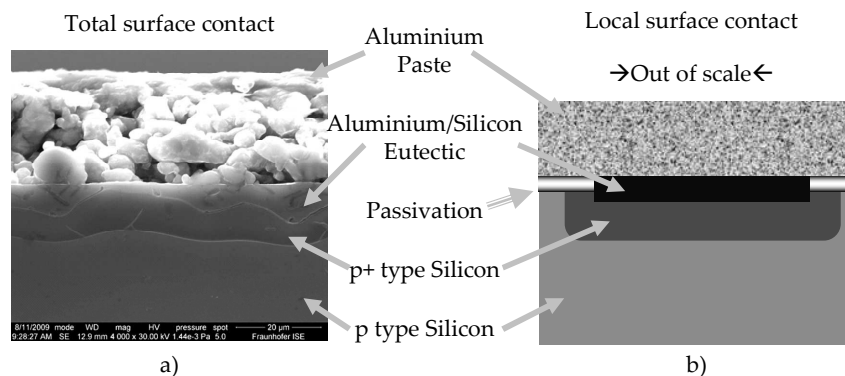 Total surface contact
Local surface contact
Aluminium
Paste
→Out of scale←
Aluminium/Silicon
Eutectic
Passivation
p+ type Silicon
p type Silicon
8/11/2009 mode WD mag HV pressure spot 20 µm
9:28:27 AM SE 12.9 mm 4 000 x 30.00 kV 1.44e-3 Pa 5.0 Fraunhofer ISE
a)
b)